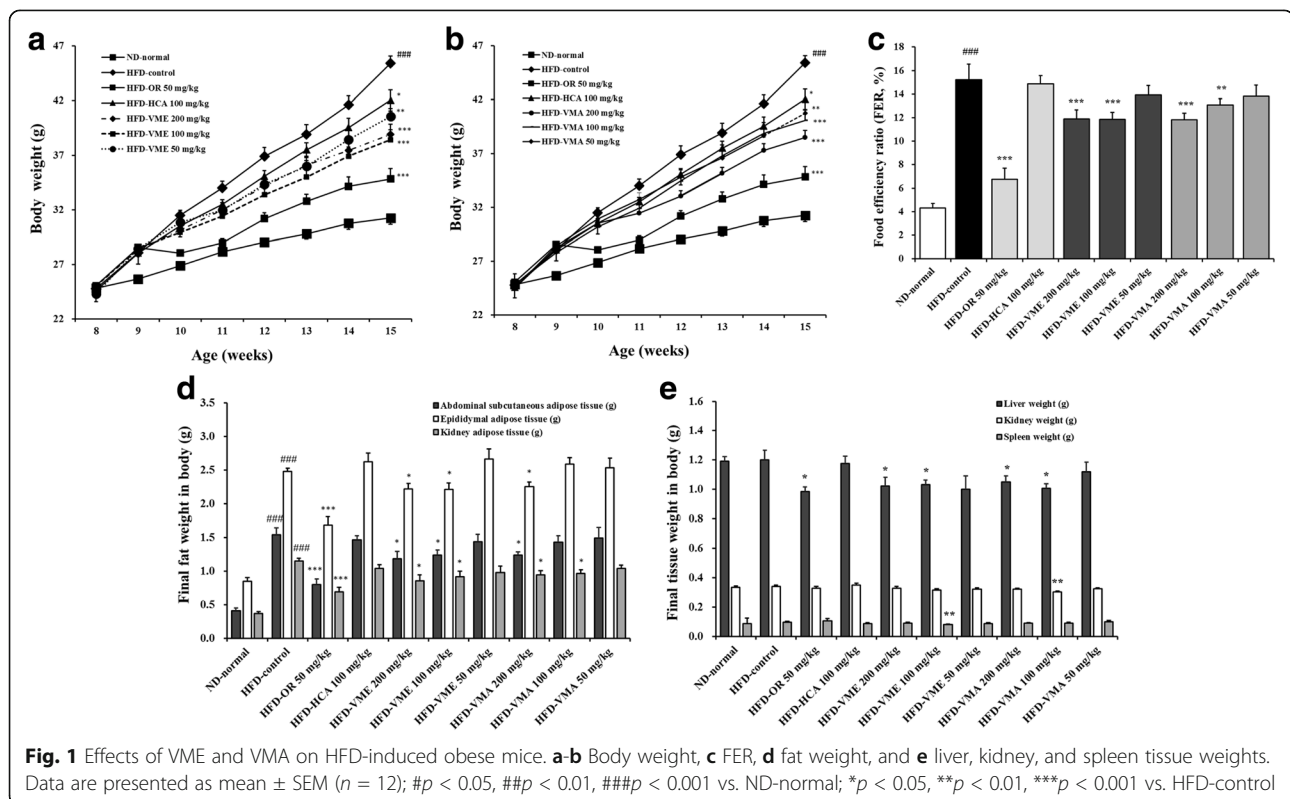 a
47
42
37
32
27
22
Body weight (g)
ND-normal
HFD-control
HFD-OR 50 mg/kg
HFD-HCA 100 mg/kg
HFD-VME 200 mg/kg
HFD-VME 100 mg/kg
HFD-VME 50 mg/kg
###
*
**
***
***
***
8 9 10 11 12 13 14 15
Age (weeks)
b
47
42
37
32
27
22
Body weight (g)
ND-normal
HFD-control
HFD-OR 50 mg/kg
HFD-HCA 100 mg/kg
HFD-VMA 200 mg/kg
HFD-VMA 100 mg/kg
HFD-VMA 50 mg/kg
###
*
**
***
***
***
8 9 10 11 12 13 14 15
Age (weeks)
c
18
16
14
12
10
8
6
4
2
0
Food efficiency ratio (FER, %)
###
***
***
***
***
**
ND-normal
HFD-control
HFD-OR 50 mg/kg
HFD-HCA 100 mg/kg
HFD-VME 200 mg/kg
HFD-VME 100 mg/kg
HFD-VME 50 mg/kg
HFD-VMA 200 mg/kg
HFD-VMA 100 mg/kg
HFD-VMA 50 mg/kg
d
3.5
3.0
2.5
2.0
1.5
1.0
0.5
0.0
Final fat weight in body (g)
Abdominal subcutaneous adipose tissue (g)
Epididymal adipose tissue (g)
Kidney adipose tissue (g)
###
###
###
***
***
***
*
*
*
*
*
*
*
*
*
*
ND-normal
HFD-control
HFD-OR 50 mg/kg
HFD-HCA 100 mg/kg
HFD-VME 200 mg/kg
HFD-VME 100 mg/kg
HFD-VME 50 mg/kg
HFD-VMA 200 mg/kg
HFD-VMA 100 mg/kg
HFD-VMA 50 mg/kg
e
1.6
1.4
1.2
1.0
0.8
0.6
0.4
0.2
0.0
Final tissue weight in body (g)
Liver weight (g)
Kidney weight (g)
Spleen weight (g)
*
*
*
**
*
*
**
ND-normal
HFD-control
HFD-OR 50 mg/kg
HFD-HCA 100 mg/kg
HFD-VME 200 mg/kg
HFD-VME 100 mg/kg
HFD-VME 50 mg/kg
HFD-VMA 200 mg/kg
HFD-VMA 100 mg/kg
HFD-VMA 50 mg/kg
Fig. 1 Effects of VME and VMA on HFD-induced obese mice. a-b Body weight, c FER, d fat weight, and e liver, kidney, and spleen tissue weights.
Data are presented as mean ± SEM (n = 12); #p < 0.05, ##p < 0.01, ###p < 0.001 vs. ND-normal; *p < 0.05, **p < 0.01, ***p < 0.001 vs. HFD-control